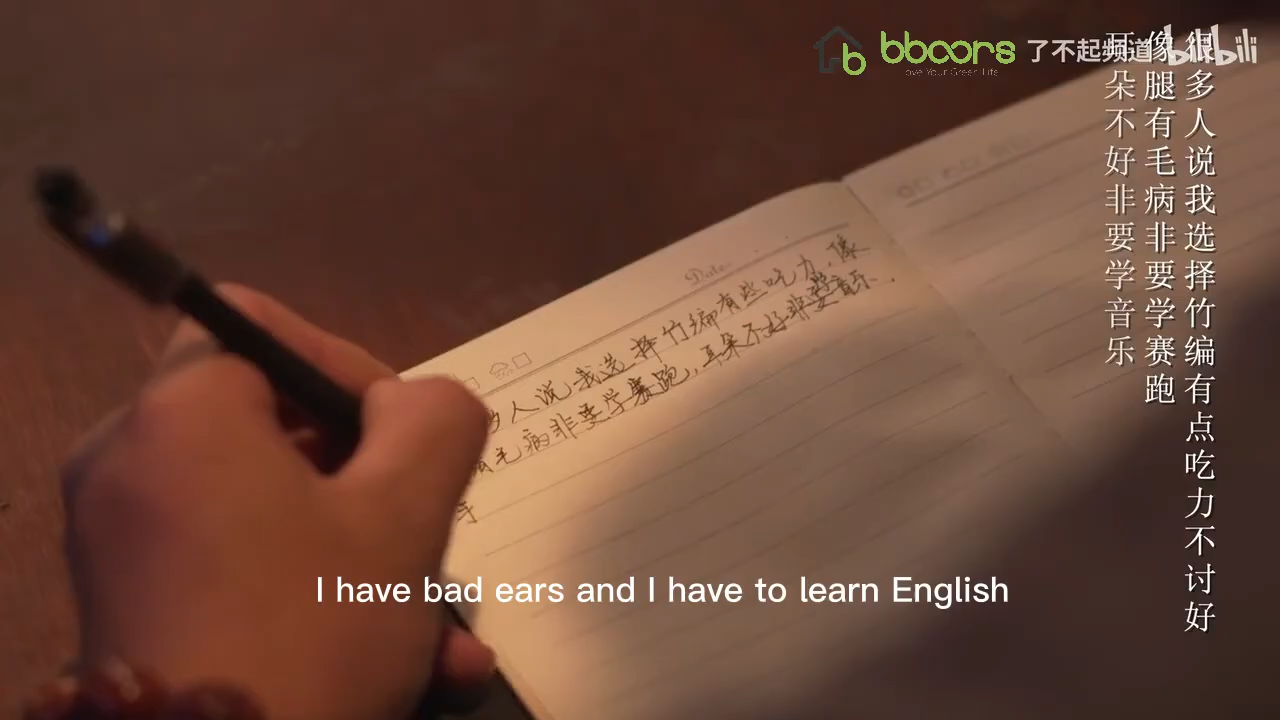 bbcors
Love Your Green Life
了不起频道
bilibili
很多人说我选择竹编有点吃力不讨好
像腿有毛病非要学赛跑
耳朵不好非要学音乐
Date
多人说我选择竹编有些吃力,像
有毛病非要学赛跑,耳朵不好非要学音乐.
I have bad ears and I have to learn English